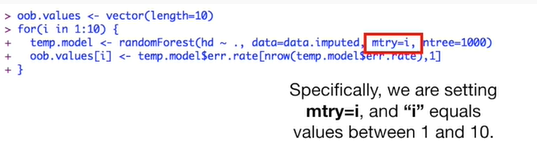 > oob.values <- vector(length=10)
> for(i in 1:10) {
+ temp.model <- randomForest(hd ~ ., data=data.imputed, mtry=i, ntree=1000)
+ oob.values[i] <- temp.model$err.rate[nrow(temp.model$err.rate),1]
+ }
Specifically, we are setting
mtry=i, and “i” equals
values between 1 and 10.